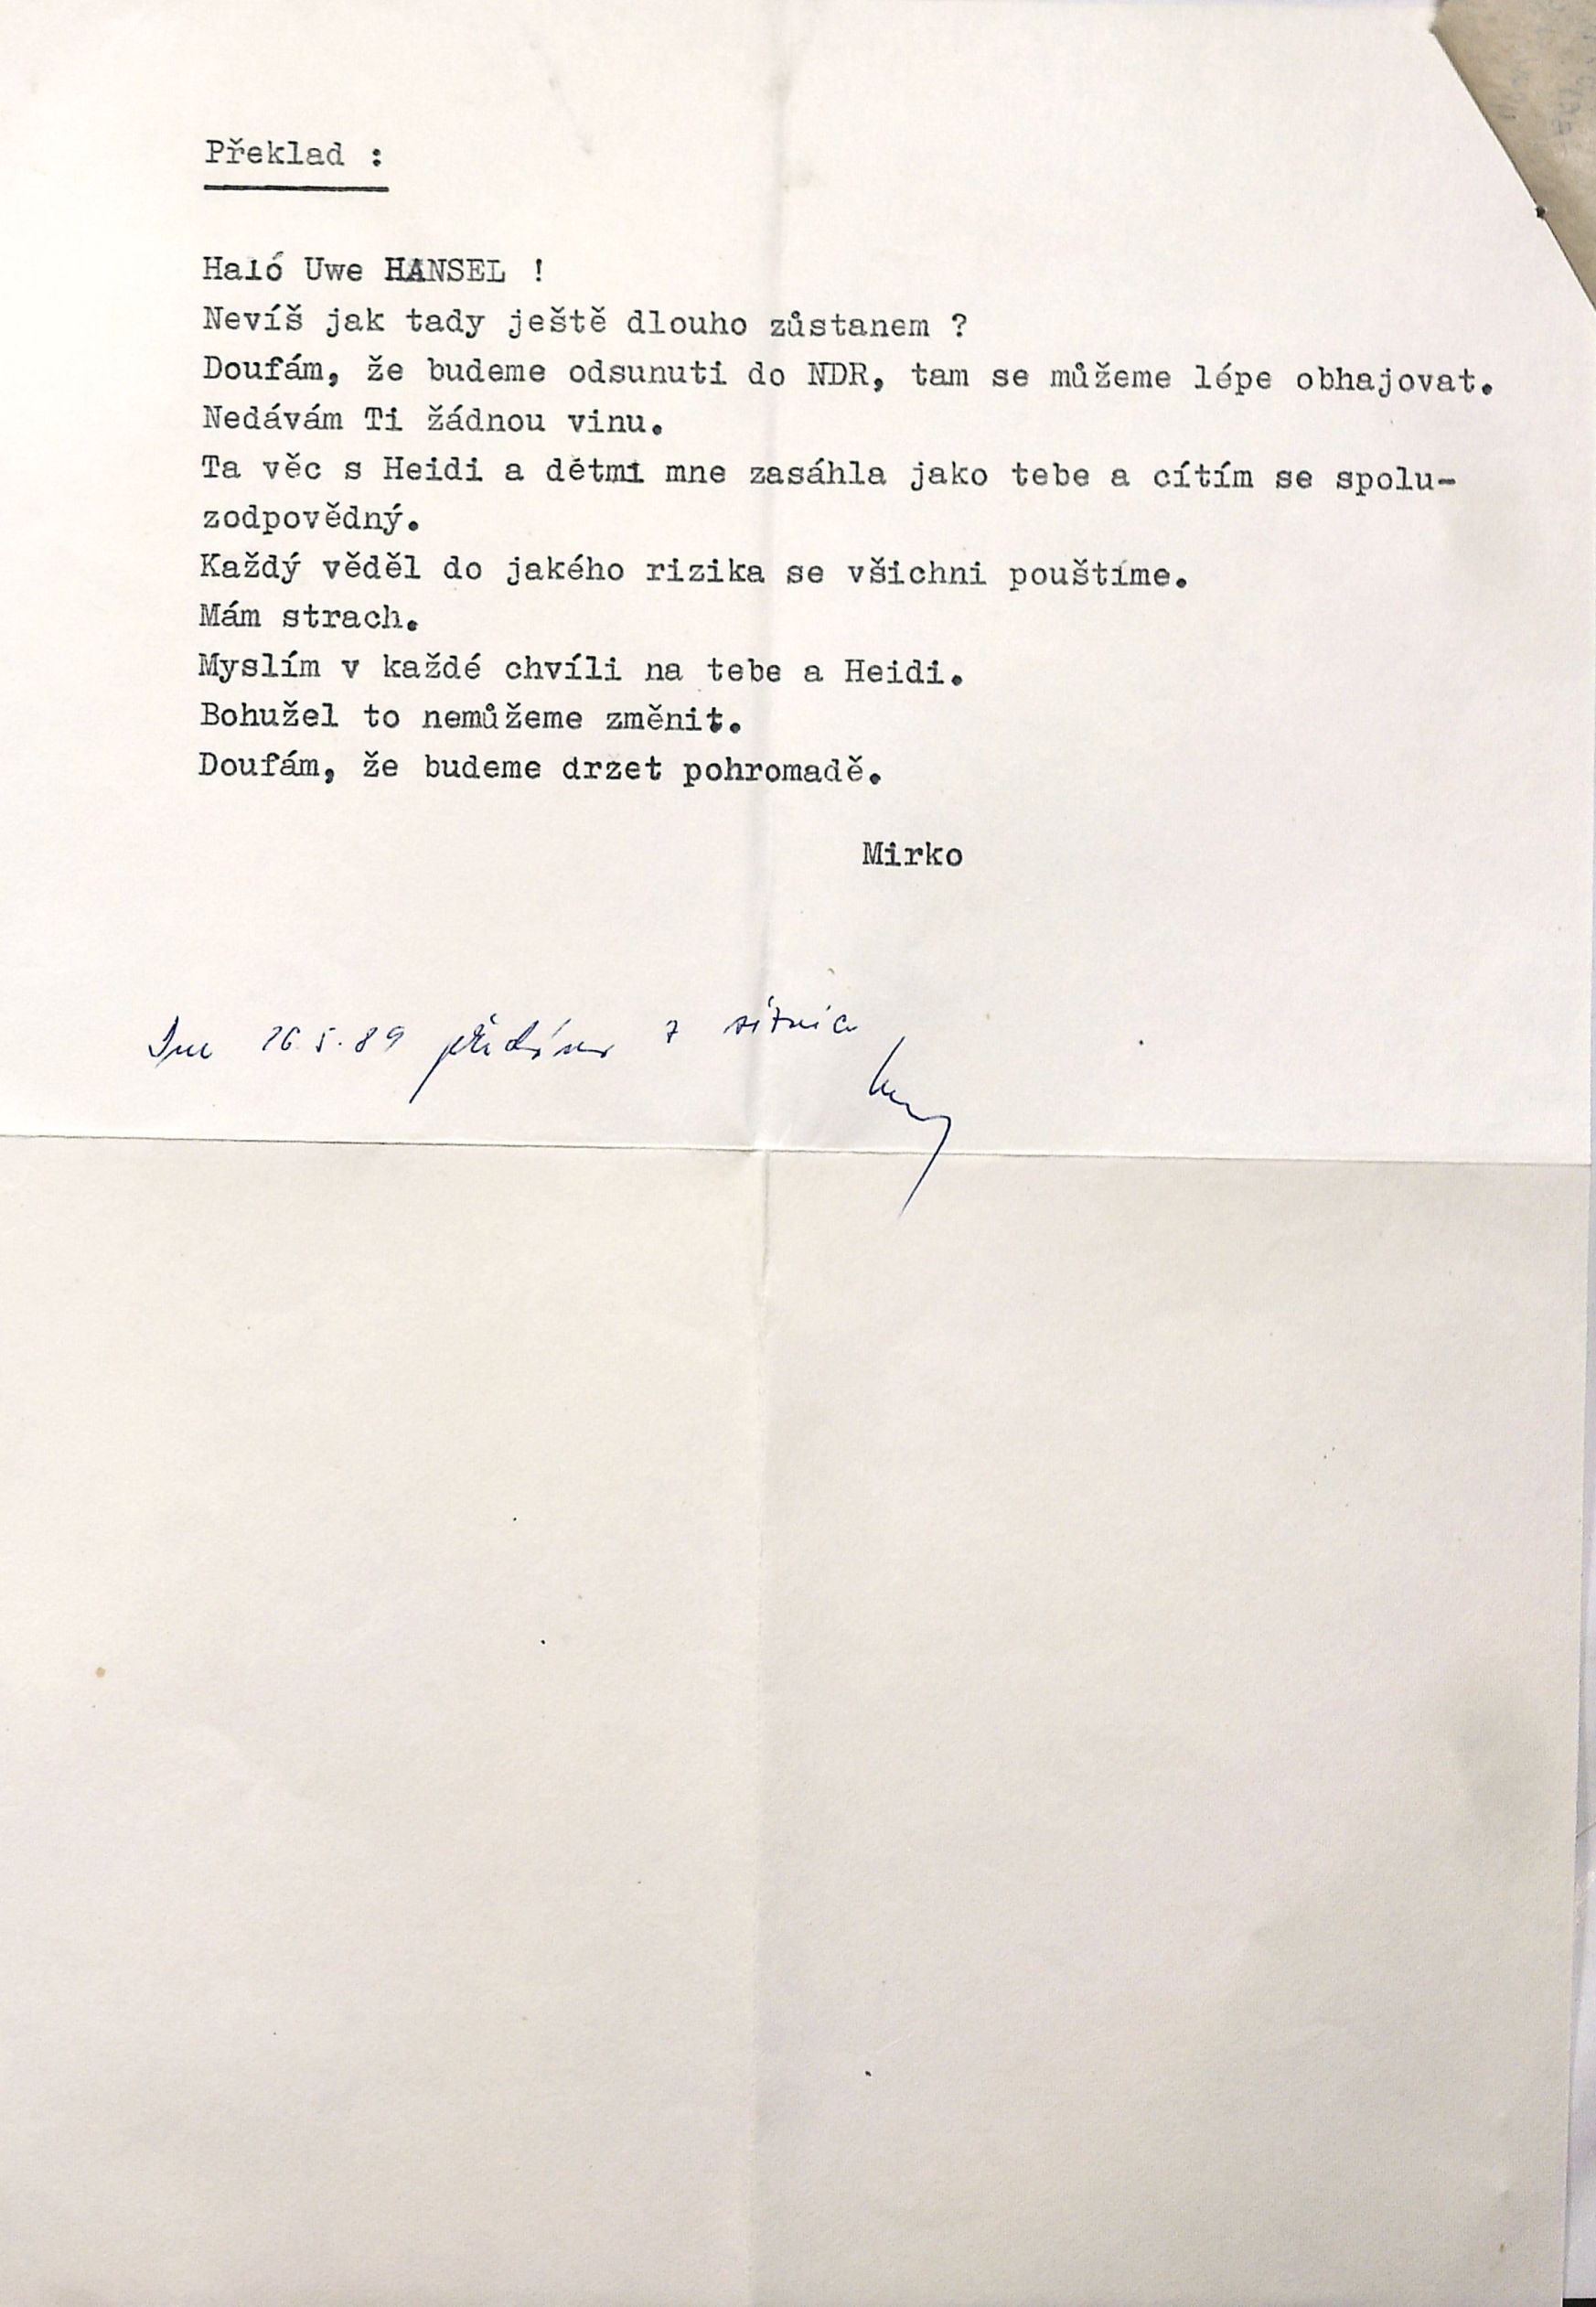 Překlad :
Haló Uwe HANSEL !
Nevíš jak tady ještě dlouho zůstanem ?
Doufám, že budeme odsunuti do NDR, tam se můžeme lépe obhajovat.
Nedávám Ti žádnou vinu.
Ta věc s Heidi a dětmi mne zasáhla jako tebe a cítím se spolu-
zodpovědný.
Každý věděl do jakého rizika se všichni pouštíme.
Mám strach.
Myslím v každé chvíli na tebe a Heidi.
Bohužel to nemůžeme změnit.
Doufám, že budeme drzet pohromadě.
Mirko
Dne 26 5. 89